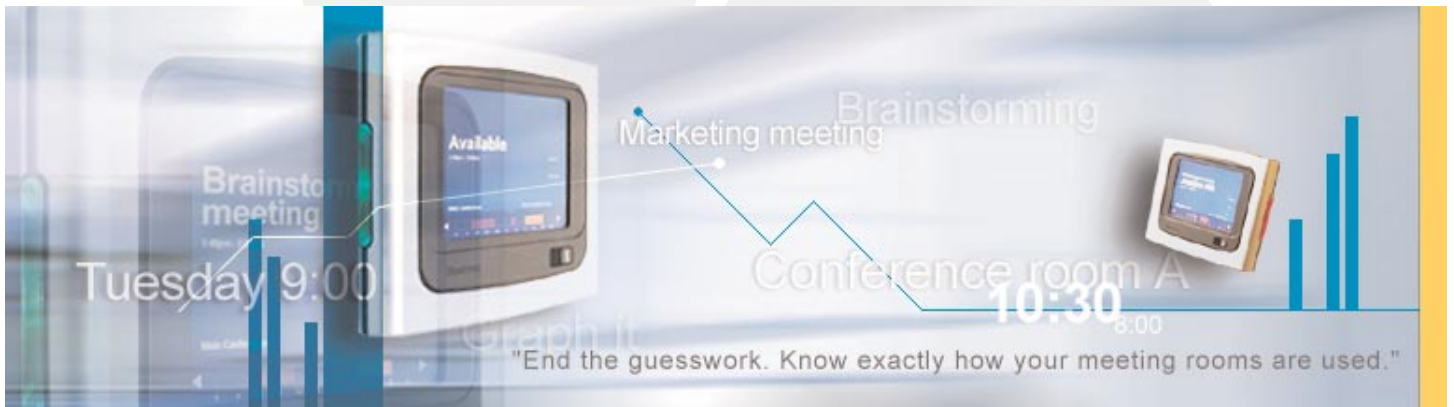 Brainstorming
Marketing meeting
Available
Brainsto
meeting
Tuesday 9:00
Conference room A
10:30
8:00
Graph it
"End the guesswork. Know exactly how your meeting rooms are used."